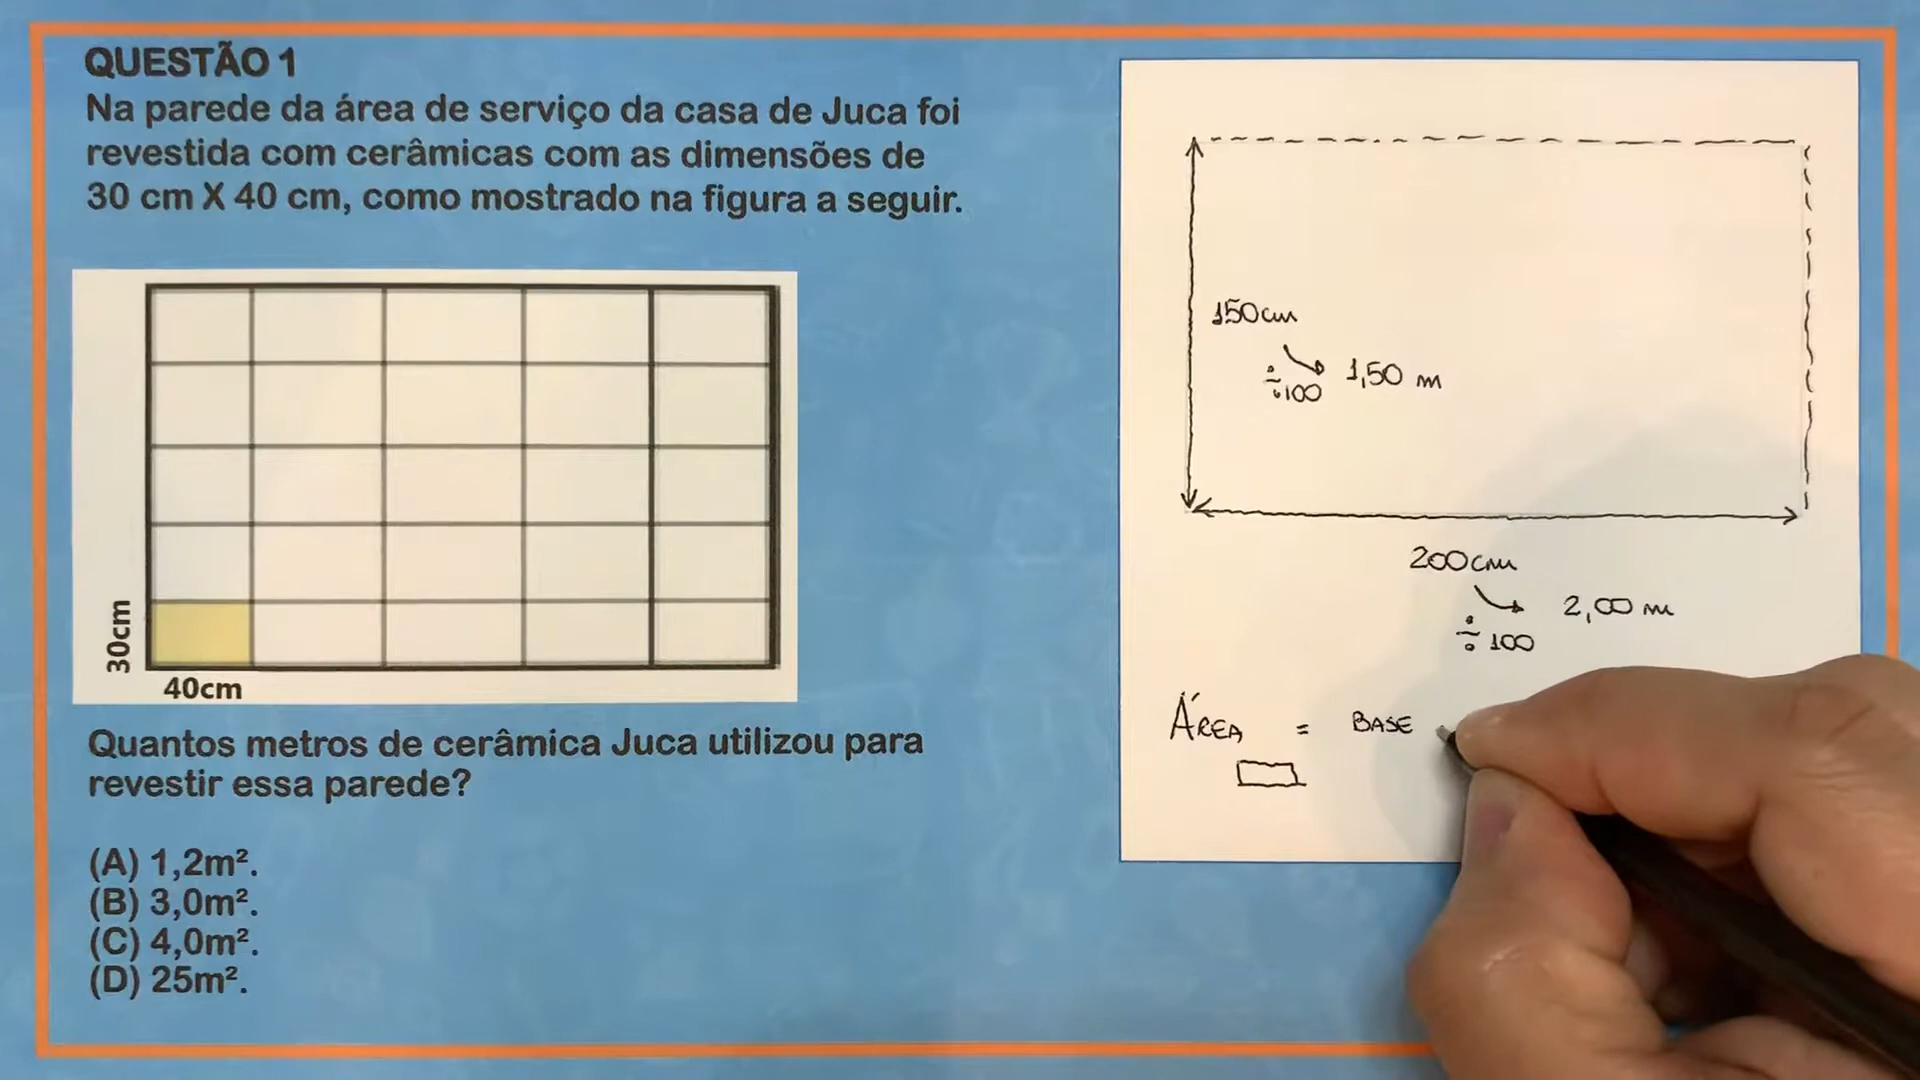 QUESTÃO 1
Na parede da área de serviço da casa de Juca foi
revestida com cerâmicas com as dimensões de
30 cm X 40 cm, como mostrado na figura a seguir.
30cm
40cm
Quantos metros de cerâmica Juca utilizou para
revestir essa parede?
(A) 1,2m².
(B) 3,0m².
(C) 4,0m².
(D) 25m².
150cm
÷100 1,50 m
200cm
2,00 m
÷100
ÁREA = BASE